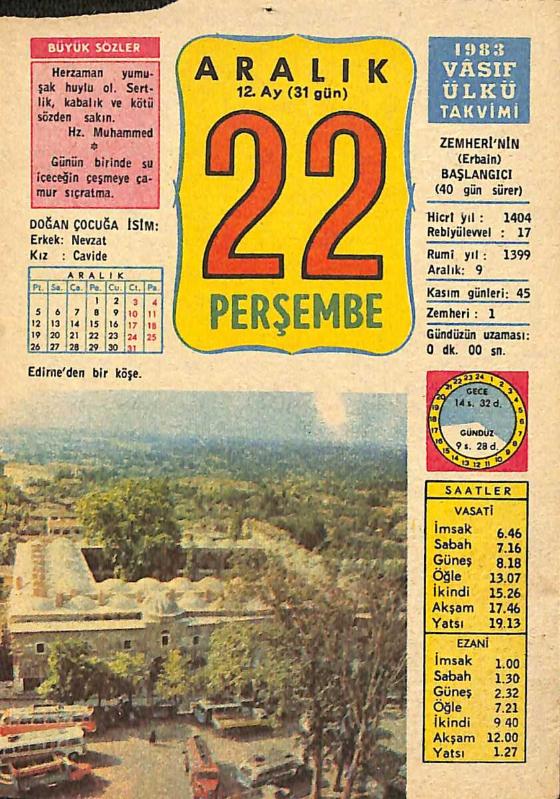 BÜYÜK SÖZLER
Herzaman yumu-
şak huylu ol. Sert-
lik, kabalık ve kötü
sözden sakın.
Hz. Muhammed
*
Günün birinde su
içeceğin çeşmeye ça-
mur sıçratma.
DOĞAN ÇOCUĞA İSİM:
Erkek: Nevzat
Kız : Cavide
ARALIK
Pt. Sa. Ça. Pe. Cu. Ct. Pa.
1 2 3 4
5 6 7 8 9 10 11
12 13 14 15 16 17 18
19 20 21 22 23 24 25
26 27 28 29 30 31
Edirne'den bir köşe.
ARALIK
12. Ay (31 gün)
22
PERŞEMBE
1983
VÂSIF
ÜLKÜ
TAKVİMİ
ZEMHERİ'NİN
(Erbain)
BAŞLANGICI
(40 gün sürer)
Hicrî yıl : 1404
Rebiyülevvel : 17
Rumî yıl : 1399
Aralık: 9
Kasım günleri: 45
Zemheri : 1
Gündüzün uzaması:
0 dk. 00 sn.
GECE
14 s. 32 d.
GÜNDÜZ
9 s. 28 d.
SAATLER
VASATİ
İmsak 6.46
Sabah 7.16
Güneş 8.18
Öğle 13.07
İkindi 15.26
Akşam 17.46
Yatsı 19.13
EZANİ
İmsak 1.00
Sabah 1.30
Güneş 2.32
Öğle 7.21
İkindi 9 40
Akşam 12.00
Yatsı 1.27